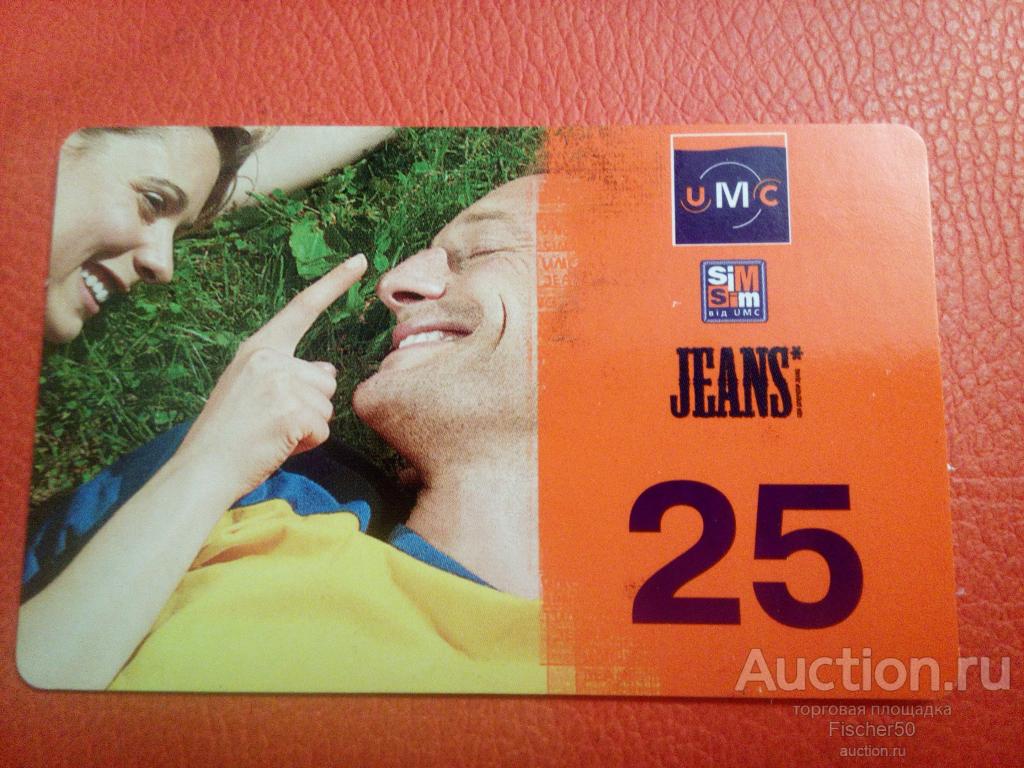 UMC
SiM
Sim
від UMC
JEANS*
25
Auction.ru
торговая площадка
Fischer50
auction.ru